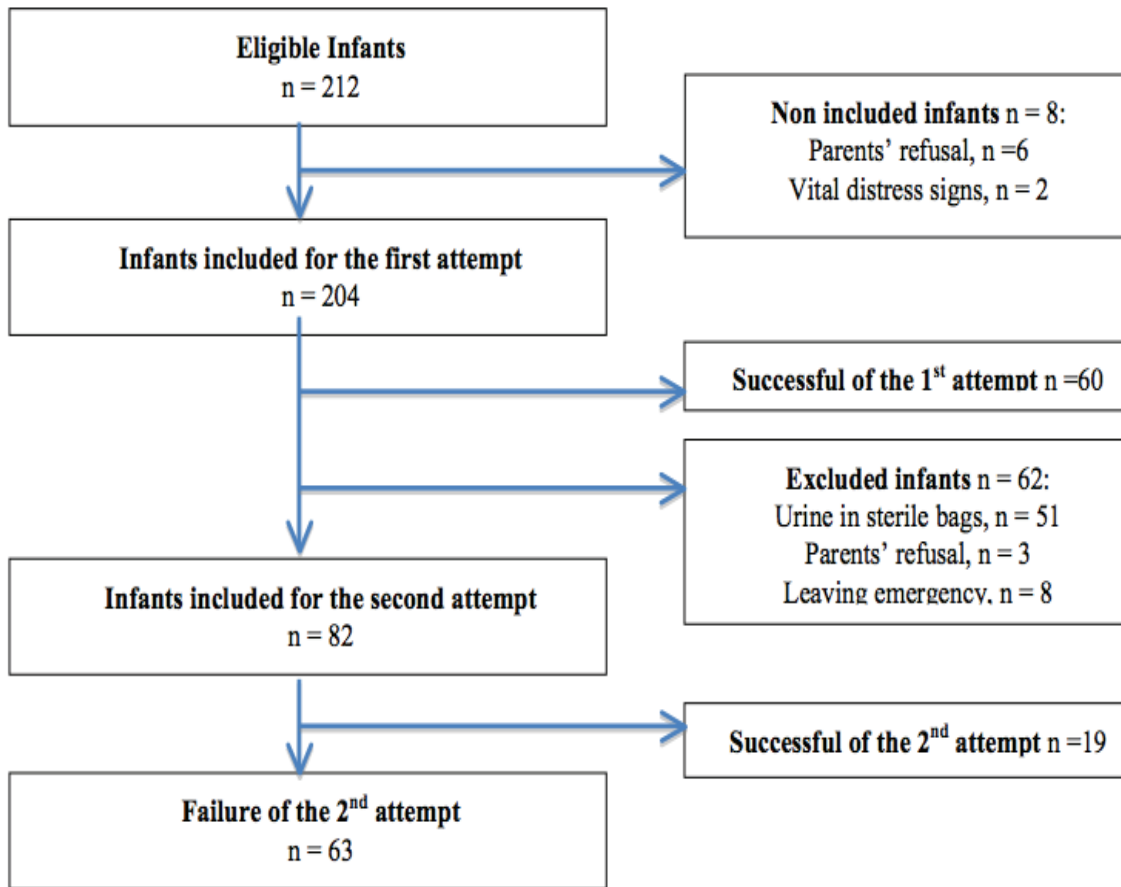 Eligible Infants
n = 212
Non included infants n = 8:
Parents’ refusal, n =6
Vital distress signs, n = 2
Infants included for the first attempt
n = 204
Successful of the 1st attempt n =60
Excluded infants n = 62:
Urine in sterile bags, n = 51
Parents’ refusal, n = 3
Leaving emergency, n = 8
Infants included for the second attempt
n = 82
Successful of the 2nd attempt n =19
Failure of the 2nd attempt
n = 63